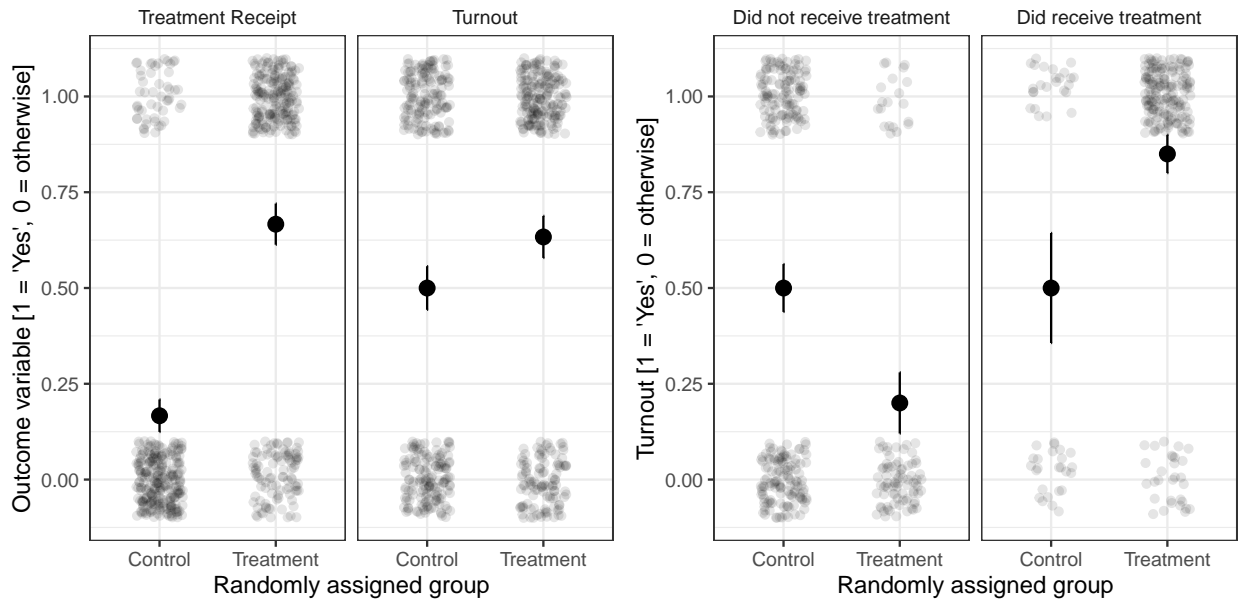 Treatment Receipt
Turnout
Outcome variable [1 = 'Yes', 0 = otherwise]
1.00
0.75
0.50
0.25
0.00
Control
Treatment
Control
Treatment
Randomly assigned group
Did not receive treatment
Did receive treatment
Turnout [1 = 'Yes', 0 = otherwise]
1.00
0.75
0.50
0.25
0.00
Control
Treatment
Control
Treatment
Randomly assigned group